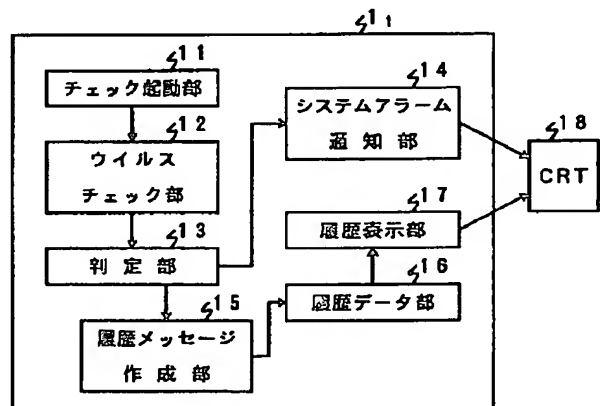 1₁
11
チェック起動部
12
ウイルス
チェック部
13
判定部
14
システムアラーム
通知部
15
履歴メッセージ
作成部
16
履歴データ部
17
履歴表示部
18
CRT